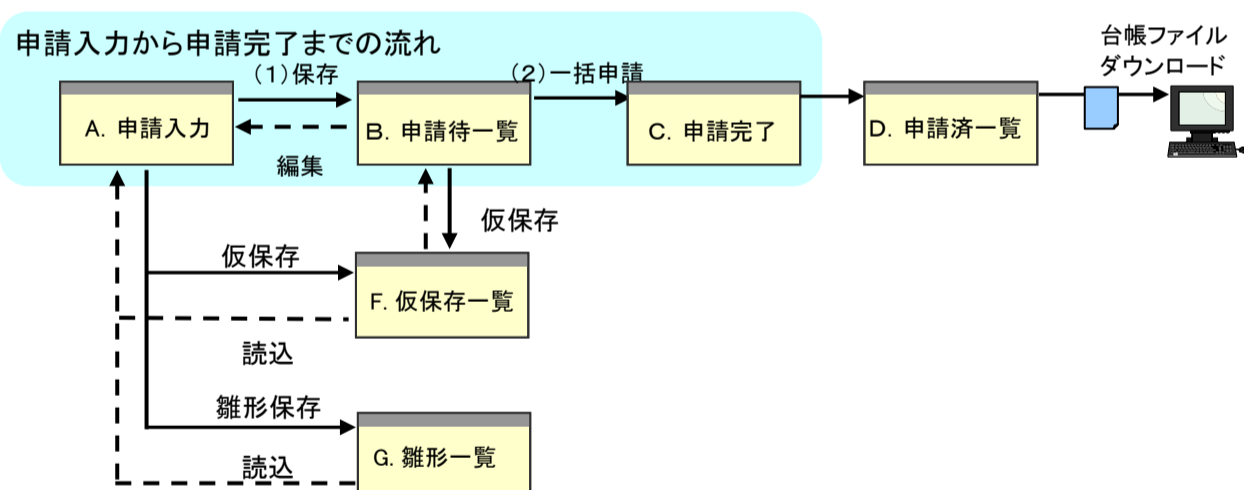 申請入力から申請完了までの流れ
台帳ファイル
ダウンロード
(1)保存
(2)一括申請
A. 申請入力
B. 申請待一覧
C. 申請完了
D. 申請済一覧
編集
仮保存
仮保存
F. 仮保存一覧
読込
雛形保存
G. 雛形一覧
読込